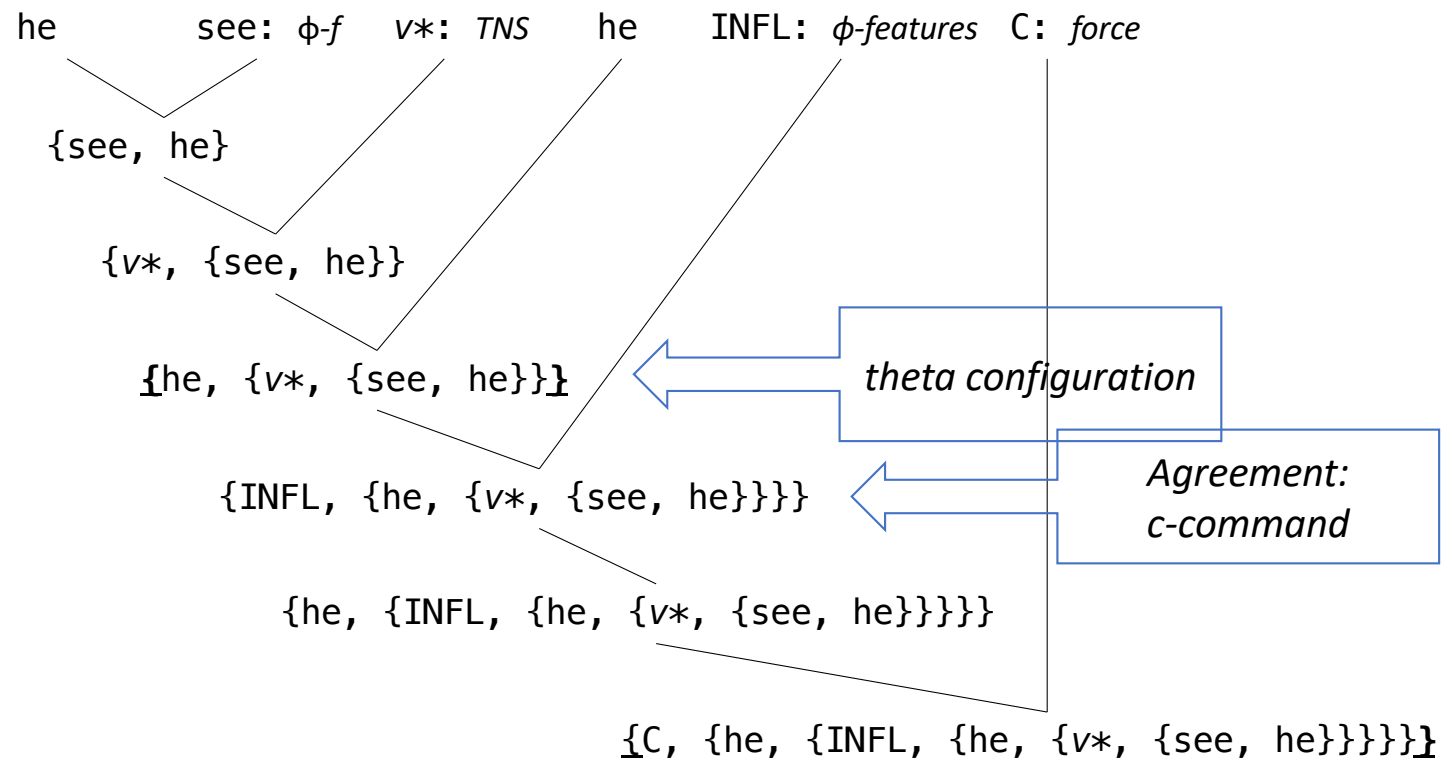 he see: ϕ-f v*: TNS he INFL: ϕ-features C: force
{see, he}
{v*, {see, he}}
{he, {v*, {see, he}}}
theta configuration
{INFL, {he, {v*, {see, he}}}}
Agreement:
c-command
{he, {INFL, {he, {v*, {see, he}}}}}
{C, {he, {INFL, {he, {v*, {see, he}}}}}}